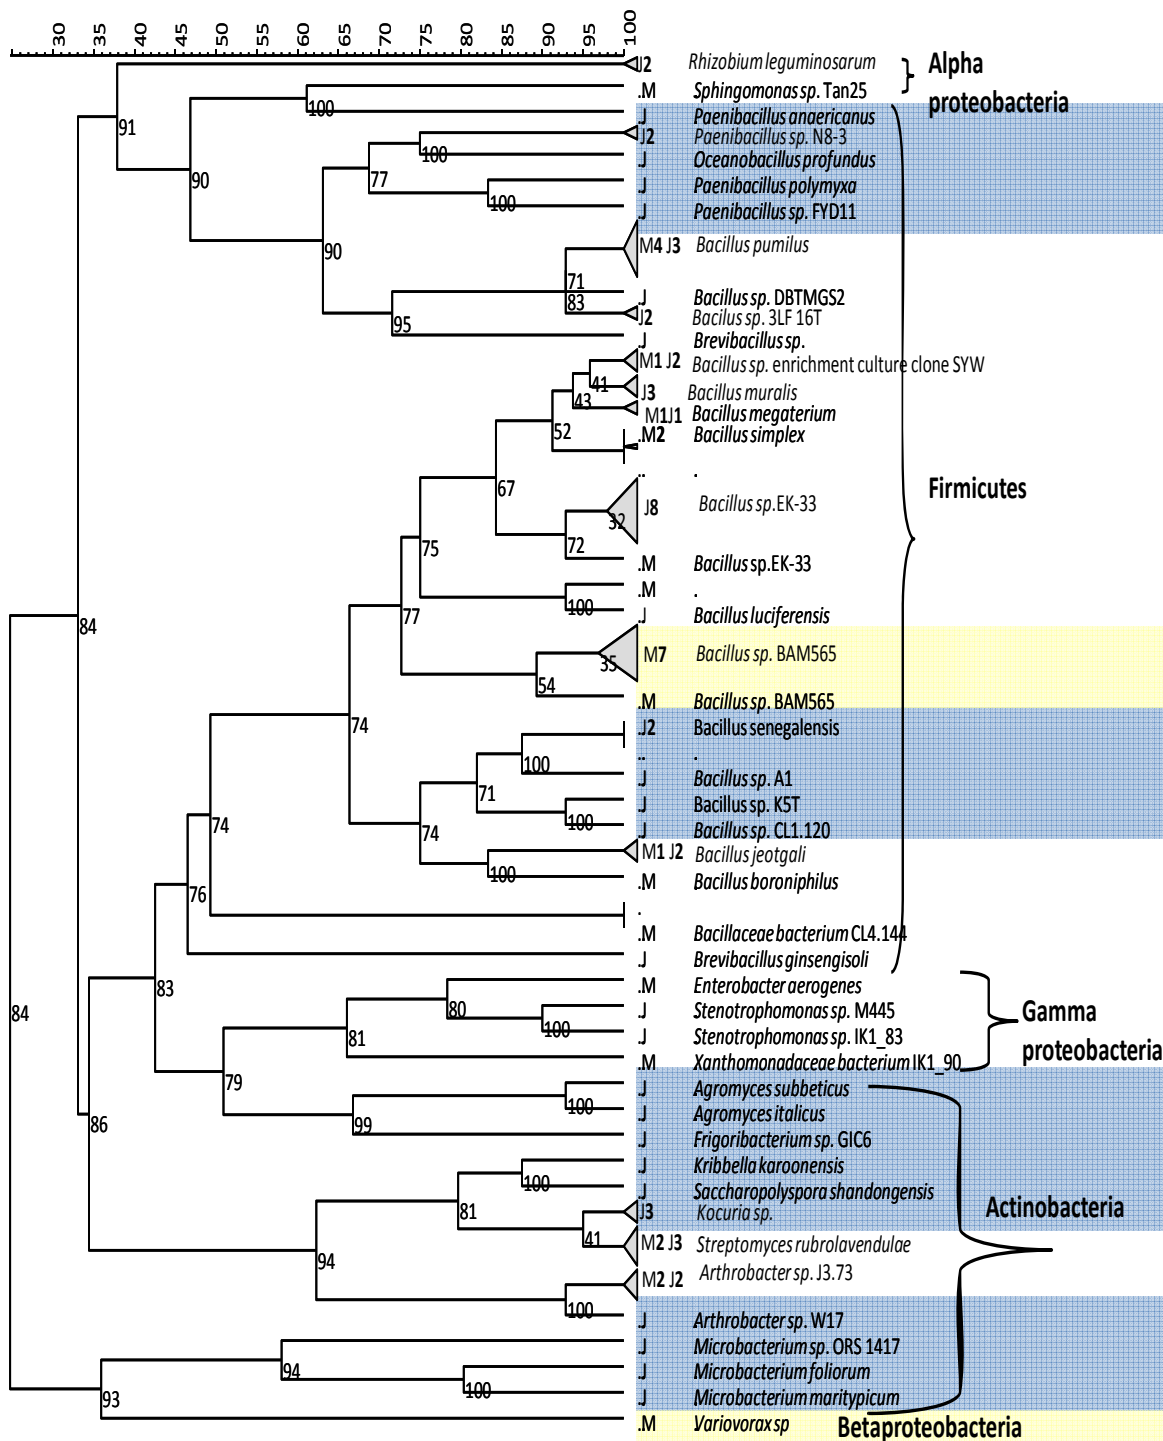 30 35 40 45 50 55 60 65 70 75 80 85 90 95 100
J2 Rhizobium leguminosarum
Alpha
proteobacteria
.M Sphingomonas sp. Tan25
100
.J Paenibacillus anaericanus
91
J2 Paenibacillus sp. N8-3
100
.J Oceanobacillus profundus
77
90
.J Paenibacillus polymyxa
100
.J Paenibacillus sp. FYD11
90
M4 J3 Bacillus pumilus
71
.J Bacillus sp. DBTMGS2
83
J2 Bacilus sp. 3LF 16T
95
.J Brevibacillus sp.
M1 J2 Bacillus sp. enrichment culture clone SYW
41
J3 Bacillus muralis
43
M1J1 Bacillus megaterium
52
.M2 Bacillus simplex
.. .
67
Firmicutes
J8 Bacillus sp.EK-33
32
72
75
.M Bacillus sp.EK-33
.M .
100
77
.J Bacillus luciferensis
84
M7 Bacillus sp. BAM565
35
54
.M Bacillus sp. BAM565
74
.J2 Bacillus senegalensis
.. .
100
.J Bacillus sp. A1
71
.J Bacillus sp. K5T
100
74
74
.J Bacillus sp. CL1.120
M1 J2 Bacillus jeotgali
100
.M Bacillus boroniphilus
76
.
.M Bacillaceae bacterium CL4.144
.J Brevibacillus ginsengisoli
83
.M Enterobacter aerogenes
80
.J Stenotrophomonas sp. M445
84
Gamma
proteobacteria
100
.J Stenotrophomonas sp. IK1_83
81
.M Xanthomonadaceae bacterium IK1_90
79
.J Agromyces subbeticus
100
.J Agromyces italicus
86
99
.J Frigoribacterium sp. GIC6
.J Kribbella karoonensis
100
.J Saccharopolyspora shandongensis
81
Actinobacteria
J3 Kocuria sp.
41
M2 J3 Streptomyces rubrolavendulae
94
M2 J2 Arthrobacter sp. J3.73
100
.J Arthrobacter sp. W17
.J Microbacterium sp. ORS 1417
94
.J Microbacterium foliorum
100
93
.J Microbacterium maritypicum
.M Variovorax sp
Betaproteobacteria